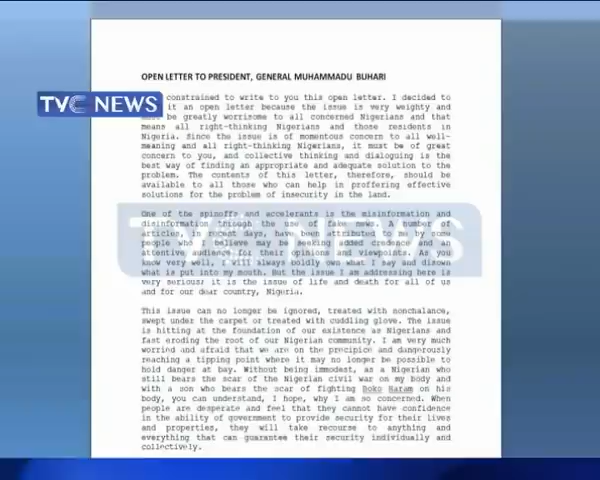 OPEN LETTER TO PRESIDENT, GENERAL MUHAMMADU BUHARI
constrained to write to you this open letter. I decided to
TVC NEWS
it an open letter because the issue is very weighty and
be greatly worrisome to all concerned Nigerians and that
means all right-thinking Nigerians and those residents in
Nigeria. Since the issue is of momentous concern to all well-
meaning and all right-thinking Nigerians, it must be of great
concern to you, and collective thinking and dialoguing is the
best way of finding an appropriate and adequate solution to the
problem. The contents of this letter, therefore, should be
available to all those who can help in proffering effective
solutions for the problem of insecurity in the land.
One of the spinoffs and accelerants is the misinformation and
disinformation through the use of fake news. A number of
articles, in recent days, have been attributed to me by some
people who I believe may be seeking added credence and an
TVC NEWS
attentive audience for their opinions and viewpoints. As you
know very well, I will always boldly own what I say and disown
what is put into my mouth. But the issue I am addressing here is
very serious; it is the issue of life and death for all of us
and for our dear country, Nigeria.
This issue can no longer be ignored, treated with nonchalance,
swept under the carpet or treated with cuddling glove. The issue
is hitting at the foundation of our existence as Nigerians and
fast eroding the root of our Nigerian community. I am very much
worried and afraid that we are on the precipice and dangerously
reaching a tipping point where it may no longer be possible to
hold danger at bay. Without being immodest, as a Nigerian who
still bears the scar of the Nigerian civil war on my body and
with a son who bears the scar of fighting Boko Haram on his
body, you can understand, I hope, why I am so concerned. When
people are desperate and feel that they cannot have confidence
in the ability of government to provide security for their lives
and properties, they will take recourse to anything and
everything that can guarantee their security individually and
collectively.